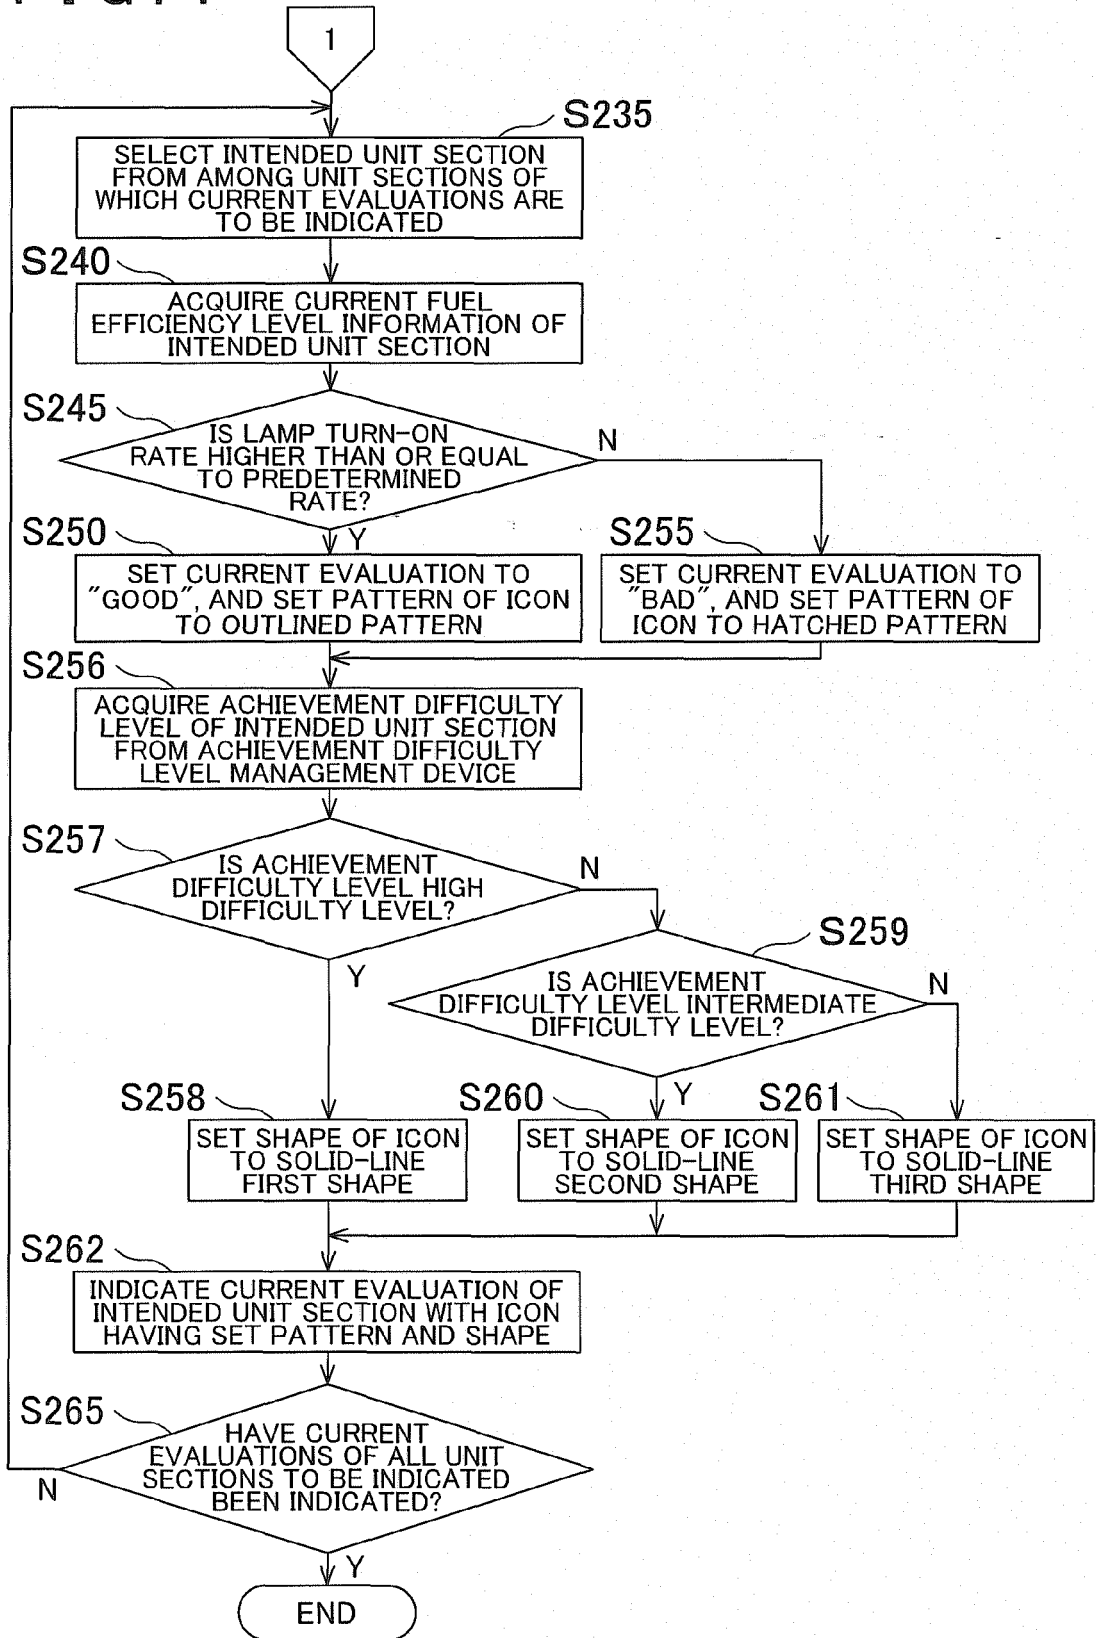 1
S235
SELECT INTENDED UNIT SECTION
FROM AMONG UNIT SECTIONS OF
WHICH CURRENT EVALUATIONS ARE
TO BE INDICATED
S240
ACQUIRE CURRENT FUEL
EFFICIENCY LEVEL INFORMATION OF
INTENDED UNIT SECTION
S245
IS LAMP TURN-ON
RATE HIGHER THAN OR EQUAL
TO PREDETERMINED
RATE?
N
Y
S250
SET CURRENT EVALUATION TO
"GOOD", AND SET PATTERN OF ICON
TO OUTLINED PATTERN
S255
SET CURRENT EVALUATION TO
"BAD", AND SET PATTERN OF
ICON TO HATCHED PATTERN
S256
ACQUIRE ACHIEVEMENT DIFFICULTY
LEVEL OF INTENDED UNIT SECTION
FROM ACHIEVEMENT DIFFICULTY
LEVEL MANAGEMENT DEVICE
S257
IS ACHIEVEMENT
DIFFICULTY LEVEL HIGH
DIFFICULTY LEVEL?
N
Y
S259
IS ACHIEVEMENT
DIFFICULTY LEVEL INTERMEDIATE
DIFFICULTY LEVEL?
N
Y
S258
SET SHAPE OF ICON
TO SOLID-LINE
FIRST SHAPE
S260
SET SHAPE OF ICON
TO SOLID-LINE
SECOND SHAPE
S261
SET SHAPE OF ICON
TO SOLID-LINE
THIRD SHAPE
S262
INDICATE CURRENT EVALUATION OF
INTENDED UNIT SECTION WITH ICON
HAVING SET PATTERN AND SHAPE
S265
HAVE CURRENT
EVALUATIONS OF ALL UNIT
SECTIONS TO BE INDICATED
BEEN INDICATED?
N
Y
END